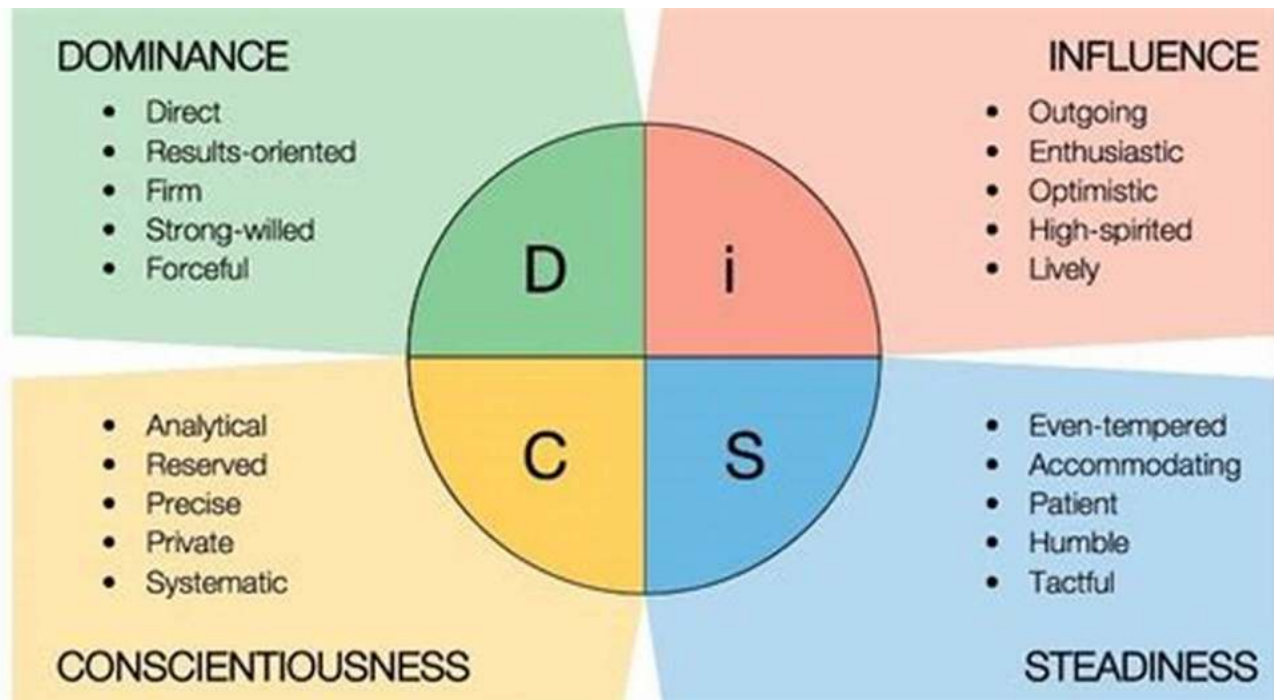 DOMINANCE
• Direct
• Results-oriented
• Firm
• Strong-willed
• Forceful
INFLUENCE
• Outgoing
• Enthusiastic
• Optimistic
• High-spirited
• Lively
D
i
C
S
• Analytical
• Reserved
• Precise
• Private
• Systematic
CONSCIENTIOUSNESS
• Even-tempered
• Accommodating
• Patient
• Humble
• Tactful
STEADINESS